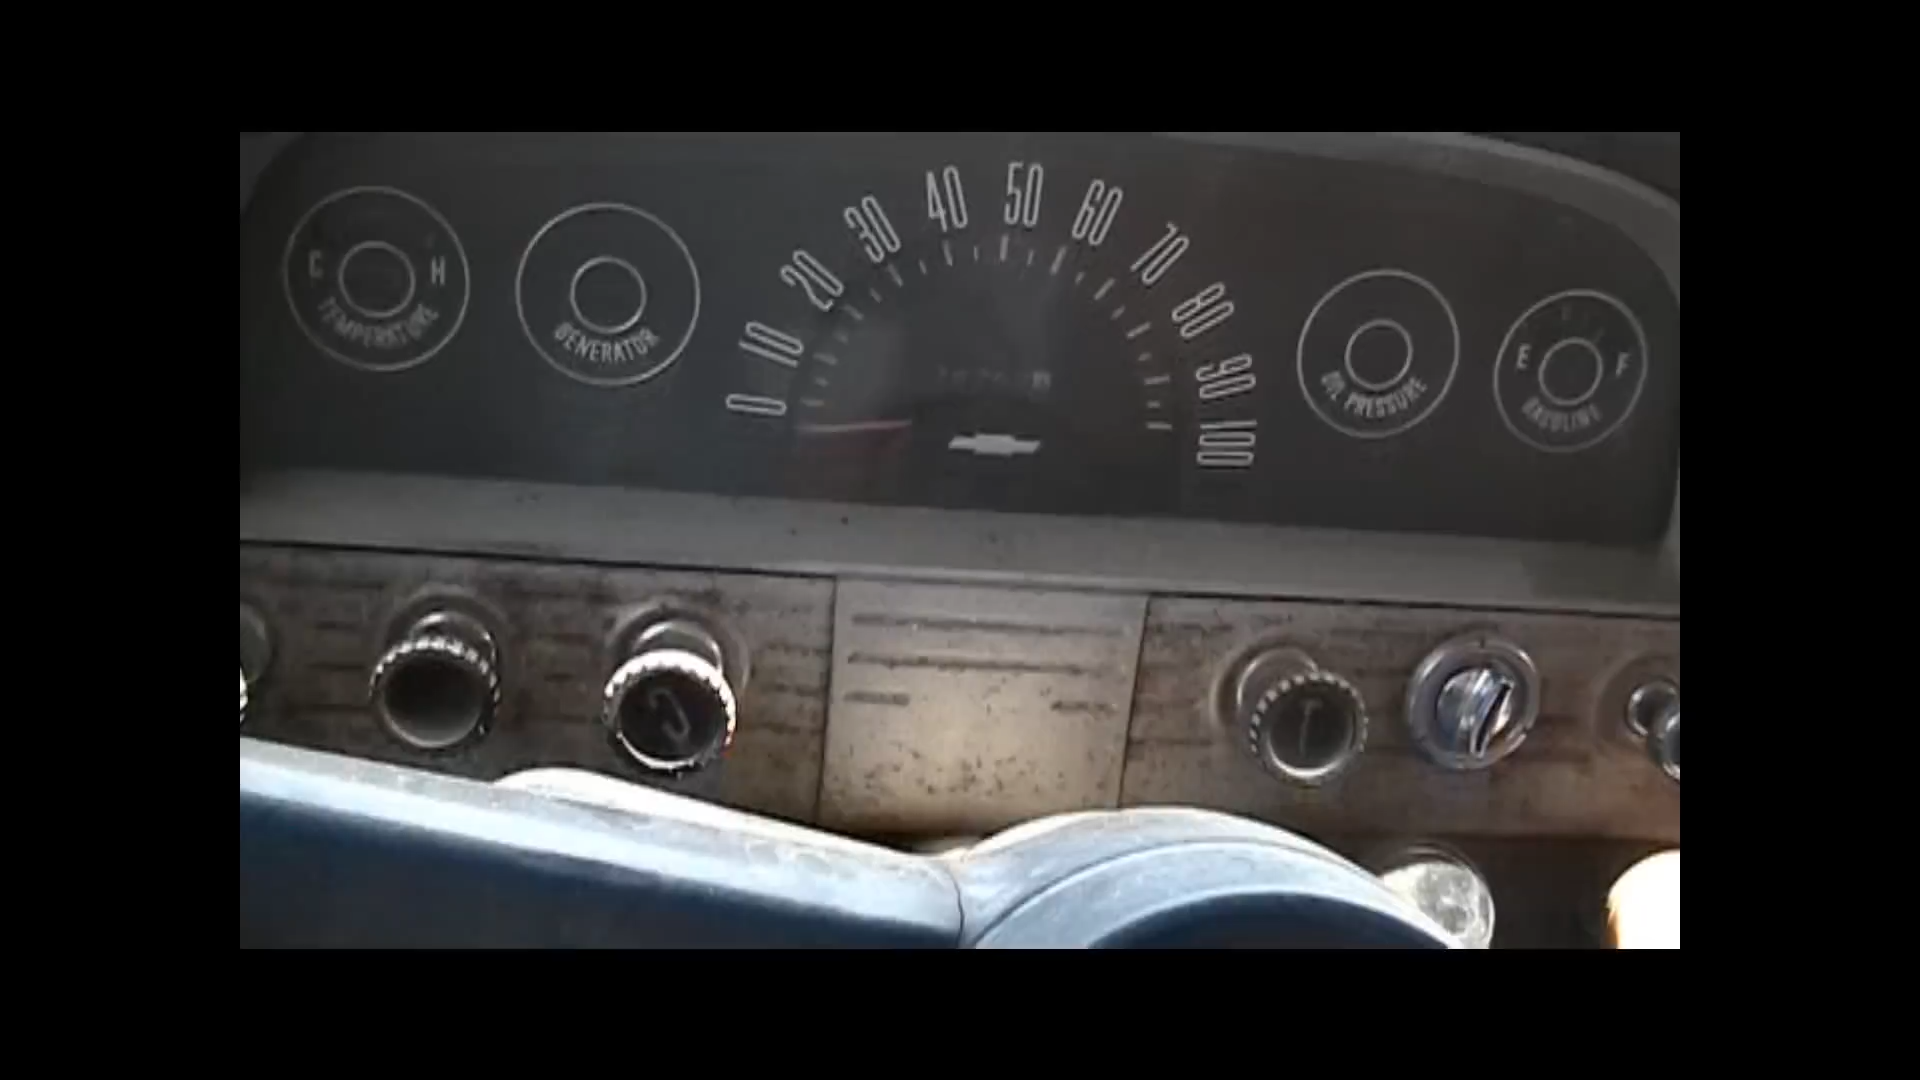 C H
TEMPERATURE
GENERATOR
0 10 20 30 40 50 60 70 80 90 100
OIL PRESSURE
E F
GASOLINE